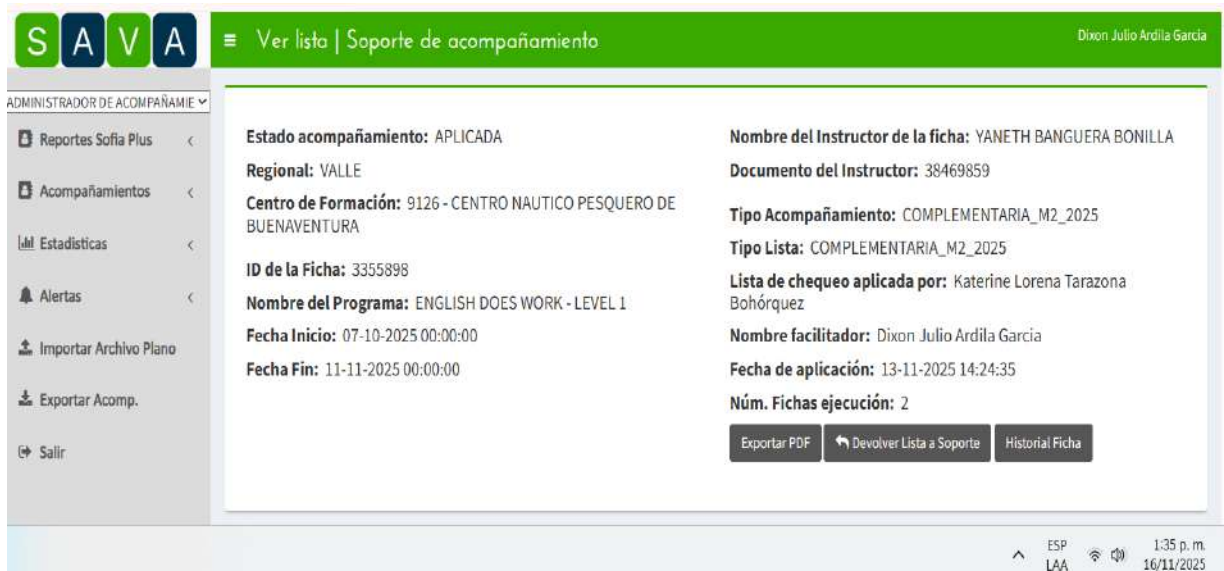 SAVA
Ver lista | Soporte de acompañamiento
Dixon Julio Ardila Garcia
ADMINISTRADOR DE ACOMPAÑAMIE
Reportes Sofia Plus
Acompañamientos
Estadisticas
Alertas
Importar Archivo Plano
Exportar Acomp.
Salir
Estado acompañamiento: APLICADA
Regional: VALLE
Centro de Formación: 9126 - CENTRO NAUTICO PESQUERO DE
BUENAVENTURA
ID de la Ficha: 3355898
Nombre del Programa: ENGLISH DOES WORK - LEVEL 1
Fecha Inicio: 07-10-2025 00:00:00
Fecha Fin: 11-11-2025 00:00:00
Nombre del Instructor de la ficha: YANETH BANGUERA BONILLA
Documento del Instructor: 38469859
Tipo Acompañamiento: COMPLEMENTARIA_M2_2025
Tipo Lista: COMPLEMENTARIA_M2_2025
Lista de chequeo aplicada por: Katerine Lorena Tarazona
Bohórquez
Nombre facilitador: Dixon Julio Ardila Garcia
Fecha de aplicación: 13-11-2025 14:24:35
Núm. Fichas ejecución: 2
Exportar PDF
Devolver Lista a Soporte
Historial Ficha
ESP
LAA
1:35 p. m.
16/11/2025